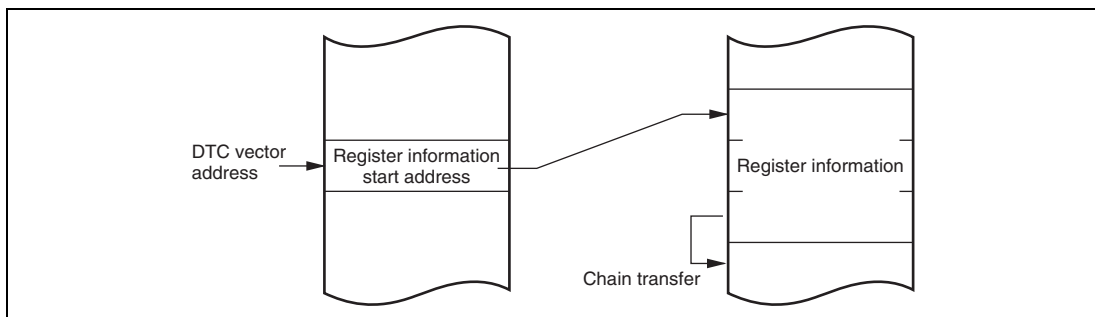 DTC vector
address
Register information
start address
Register information
Chain transfer